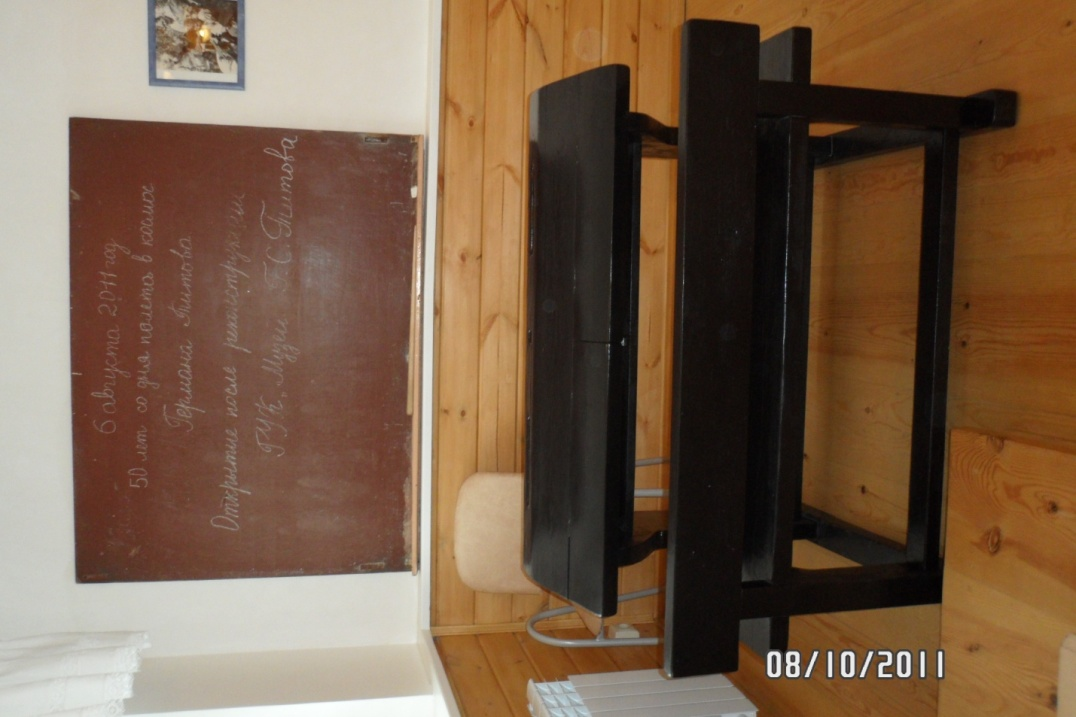 6 августа 2011 год
50 лет со дня полета в космос
Германа Титова
Открытие после реконструкции
ГУК „Музей Г.С.Титова
08/10/2011